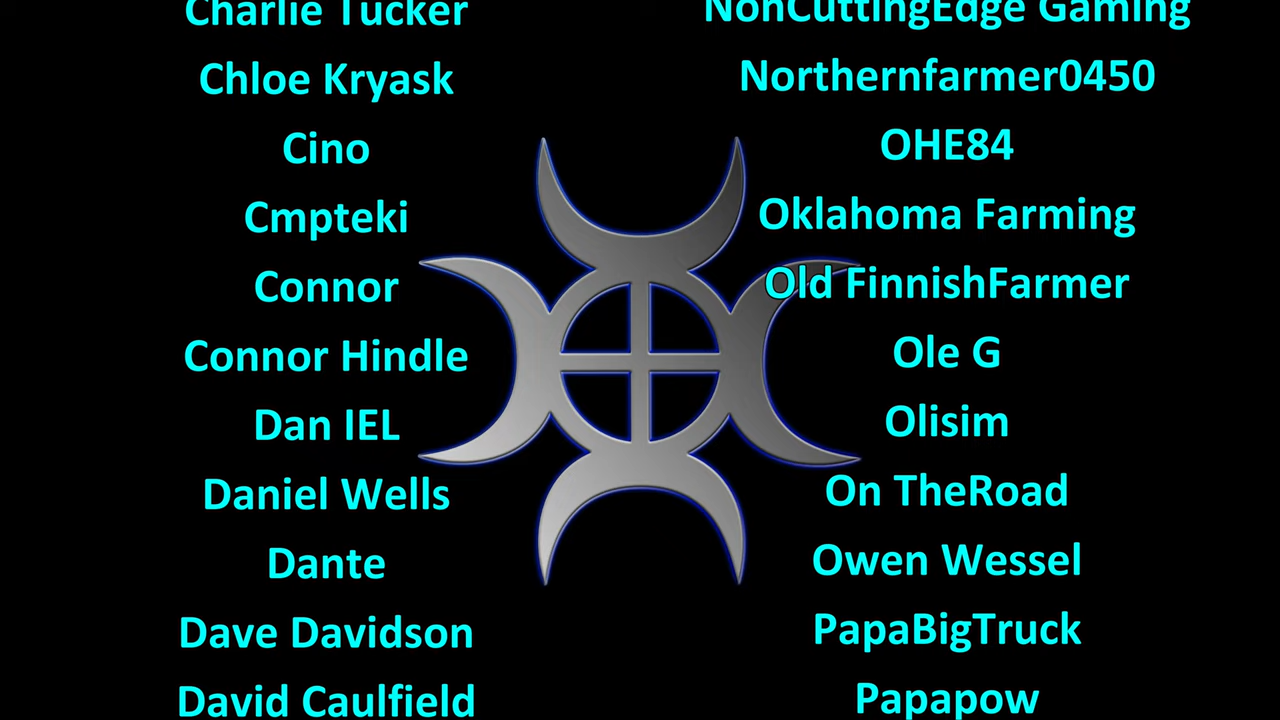 Charlie Tucker
Chloe Kryask
Cino
Cmpteki
Connor
Connor Hindle
Dan IEL
Daniel Wells
Dante
Dave Davidson
David Caulfield
NonCuttingEdge Gaming
Northernfarmer0450
OHE84
Oklahoma Farming
Old FinnishFarmer
Ole G
Olisim
On TheRoad
Owen Wessel
PapaBigTruck
Papapow